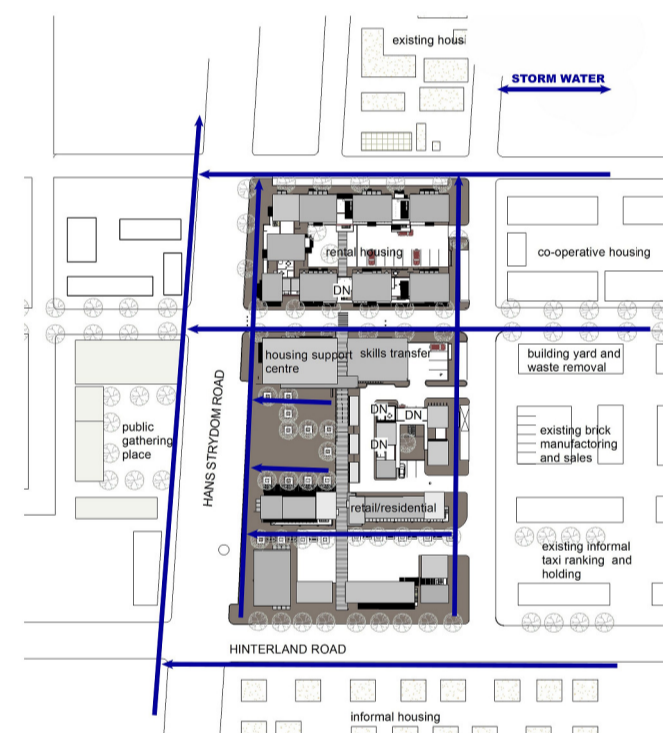 existing housi
STORM WATER
rental housing
co-operative housing
DN
housing support
centre
skills transfer
building yard and
waste removal
HANS STRYDOM ROAD
public
gathering
place
DN
DN
DN
existing brick
manufactoring
and sales
retail/residential
existing informal
taxi ranking and
holding
HINTERLAND ROAD
informal housing